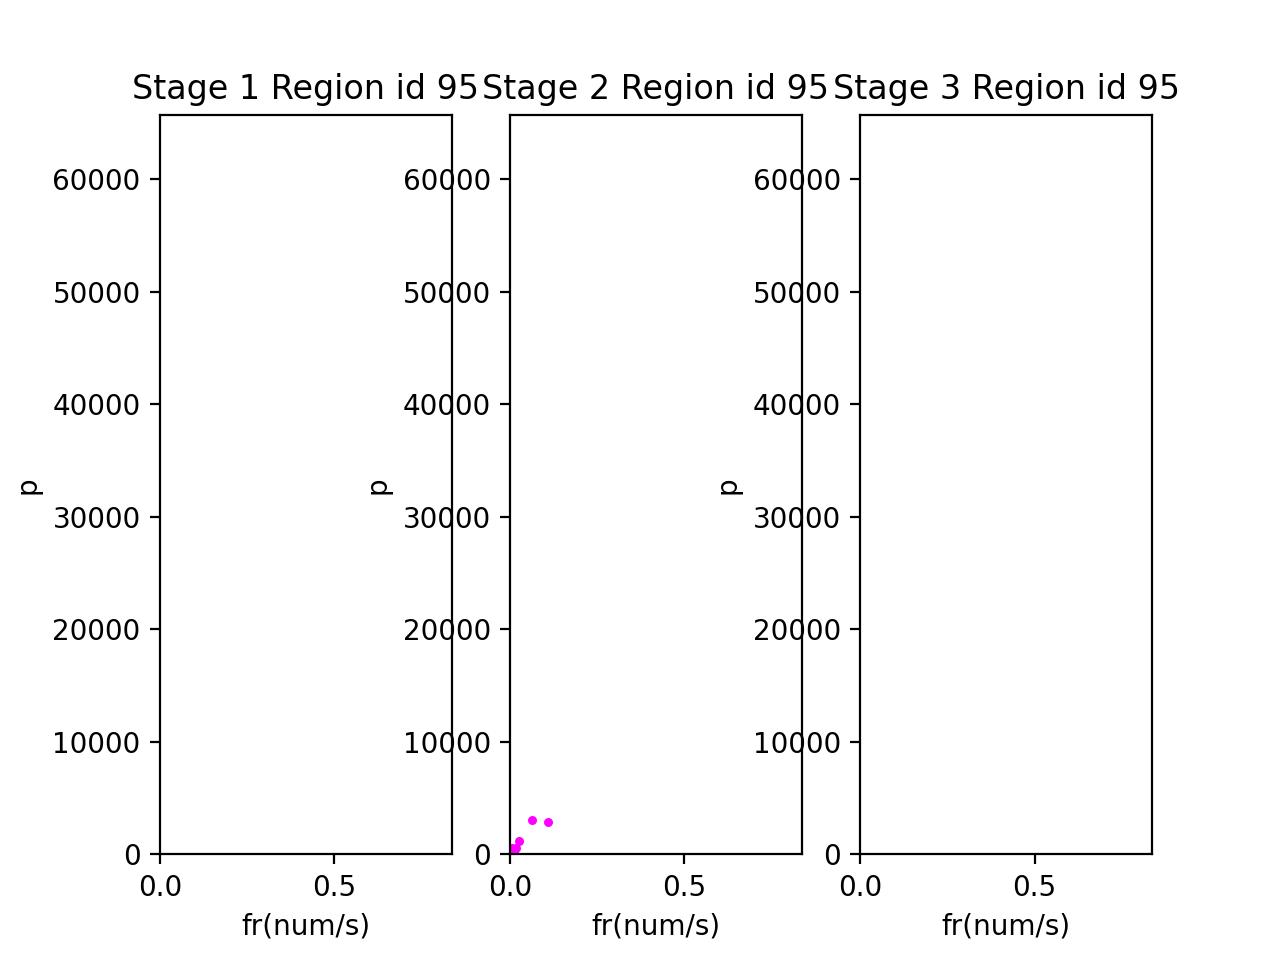 Stage 1 Region id 95 Stage 2 Region id 95 Stage 3 Region id 95
60000 60000 60000
50000 50000 50000
40000 40000 40000
p p p
30000 30000 30000
20000 20000 20000
10000 10000 10000
0 0 0
0.0 0.5 0.0 0.5 0.0 0.5
fr(num/s) fr(num/s) fr(num/s)